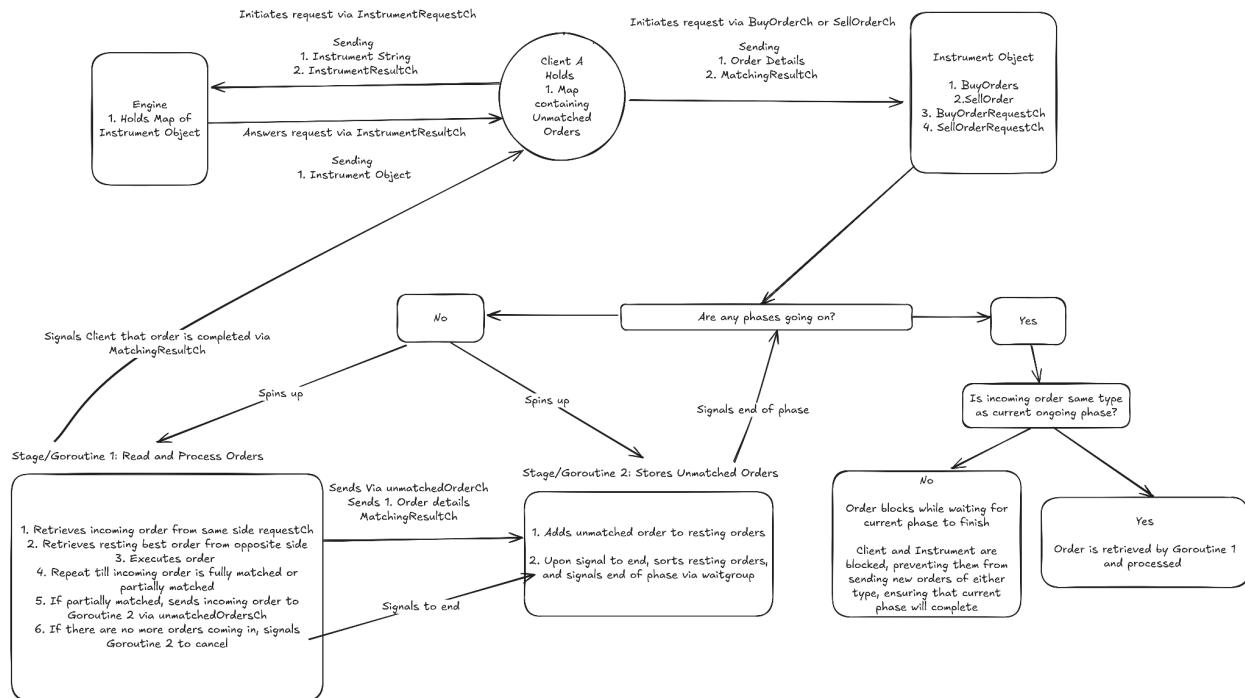 Initiates request via InstrumentRequestCh
Sending
1. Instrument String
2. InstrumentResultCh
Engine
1. Holds Map of
Instrument Object
Answers request via InstrumentResultCh
Sending
1. Instrument Object
Client A
Holds
1. Map
containing
Unmatched
Orders
Initiates request via BuyOrderCh or SellOrderCh
Sending
1. Order Details
2. MatchingResultCh
Instrument Object
1. BuyOrders
2.SellOrder
3. BuyOrderRequestCh
4. SellOrderRequestCh
Are any phases going on?
No
Yes
Signals Client that order is completed via
MatchingResultCh
Spins up
Spins up
Signals end of phase
Is incoming order same type
as current ongoing phase?
Stage/Goroutine 1: Read and Process Orders
1. Retrieves incoming order from same side requestCh
2. Retrieves resting best order from opposite side
3. Executes order
4. Repeat till incoming order is fully matched or
partially matched
5. If partially matched, sends incoming order to
Goroutine 2 via unmatchedOrdersCh
6. If there are no more orders coming in, signals
Goroutine 2 to cancel
Sends Via unmatchedOrderCh
Sends 1. Order details
MatchingResultCh
Signals to end
Stage/Goroutine 2: Stores Unmatched Orders
1. Adds unmatched order to resting orders
2. Upon signal to end, sorts resting orders,
and signals end of phase via waitgroup
No
Order blocks while waiting for
current phase to finish
Client and Instrument are
blocked, preventing them from
sending new orders of either
type, ensuring that current
phase will complete
Yes
Order is retrieved by Goroutine 1
and processed